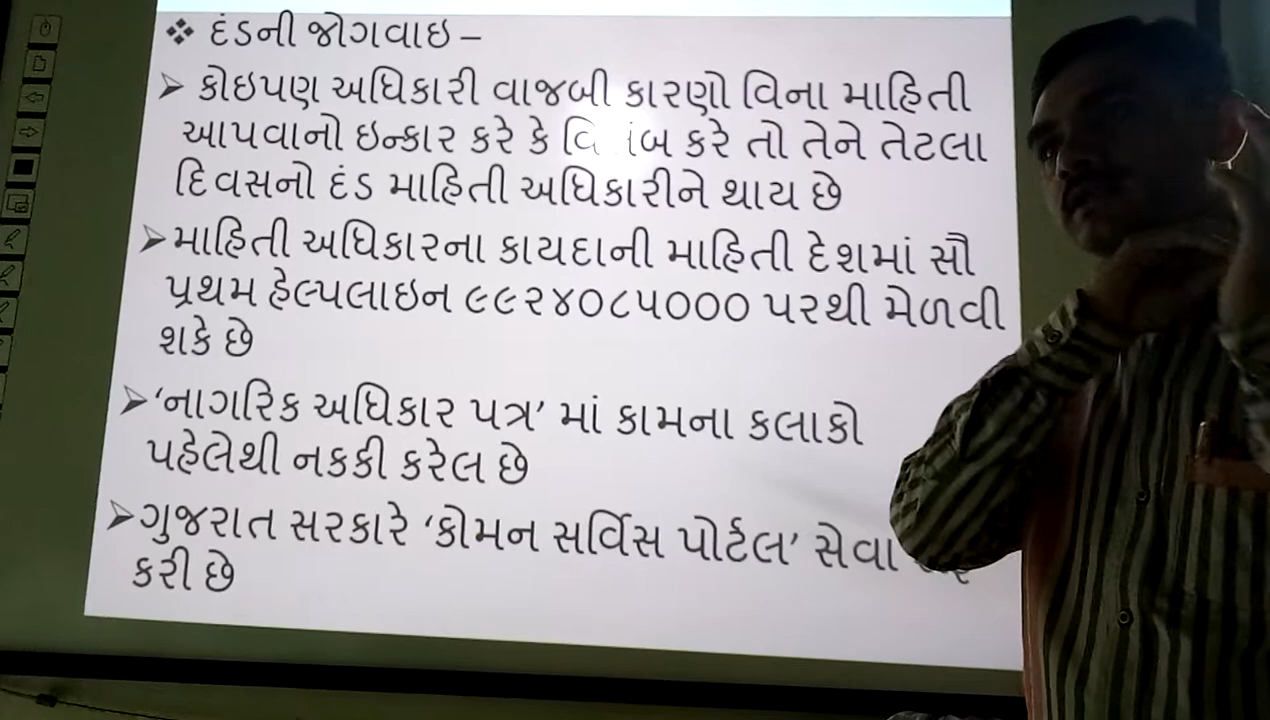 ❖ દંડની જોગવાઇ –
➢ કોઇપણ અધિકારી વાજબી કારણો વિના માહિતી
આપવાનો ઇન્કાર કરે કે કરે તો તેને તેટલા
દિવસનો દંડ માહિતી અધિકારીને થાય છે
➢ માહિતી અધિકારના કાયદાની માહિતી દેશમાં સૌ
પ્રથમ હેલ્પલાઇન ૯૯૨૪૦૮૫૦૦૦ પરથી મેળવી
શકે છે
➢ ‘નાગરિક અધિકાર પત્ર’ માં કામના કલાકો
પહેલેથી નકકી કરેલ છે
➢ ગુજરાત સરકારે ‘કોમન સર્વિસ પોર્ટલ’ સેવા
કરી છે